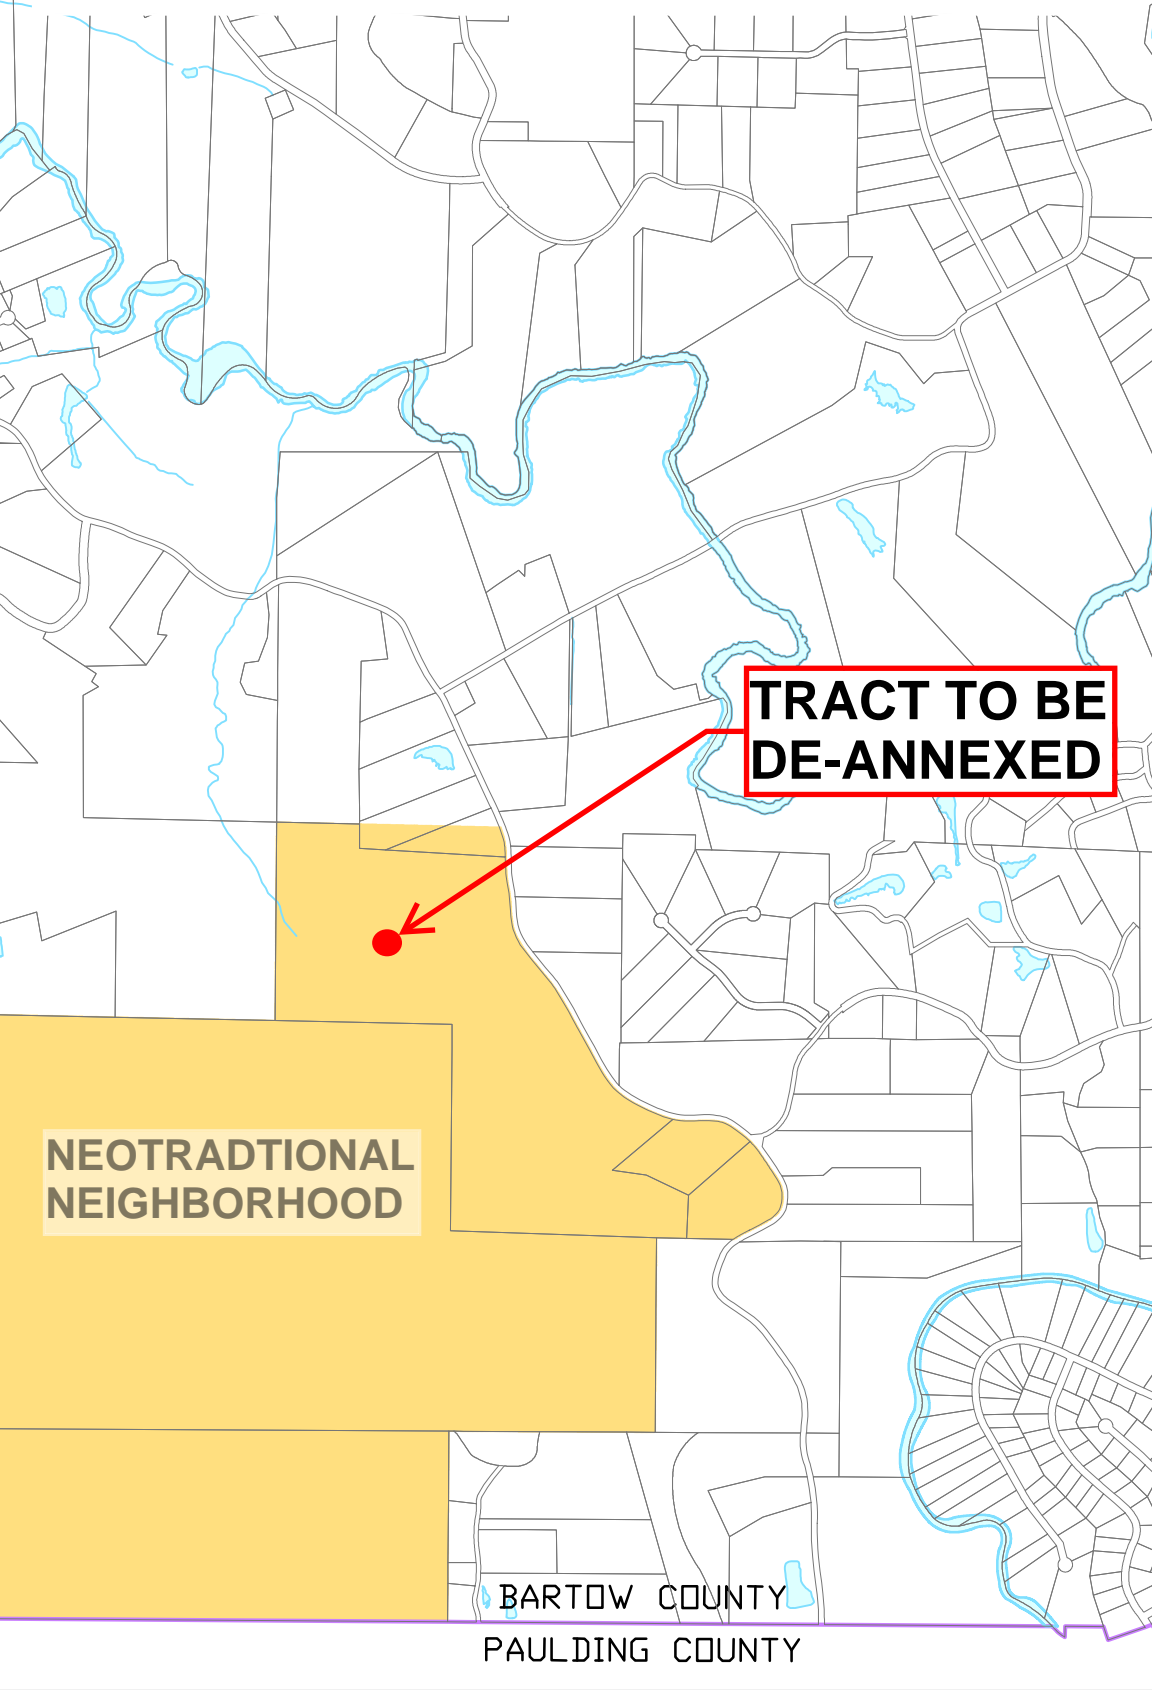 TRACT TO BE
DE-ANNEXED
NEOTRADTIONAL
NEIGHBORHOOD
BARTOW COUNTY
PAULDING COUNTY